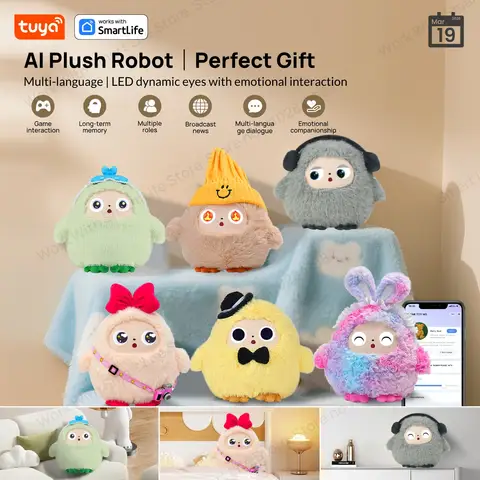 tuya
works with
SmartLife
Mar
2026
19
AI Plush Robot | Perfect Gift
Multi-language | LED dynamic eyes with emotional interaction
Game
interaction
Long-term
memory
Multiple
roles
Broadcast
news
Multi-langua
ge dialogue
Emotional
companionship